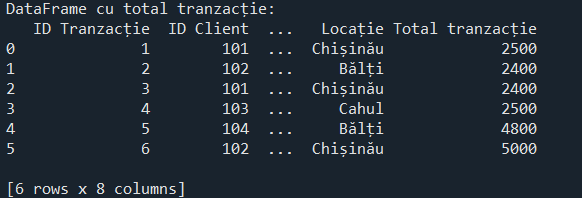 DataFrame cu total tranzacție:
   ID Tranzacție  ID Client  ...   Locație Total tranzacție
0              1        101  ...  Chișinău             2500
1              2        102  ...     Bălți             2400
2              3        101  ...  Chișinău             2400
3              4        103  ...     Cahul             2500
4              5        104  ...     Bălți             4800
5              6        102  ...  Chișinău             5000
[6 rows x 8 columns]